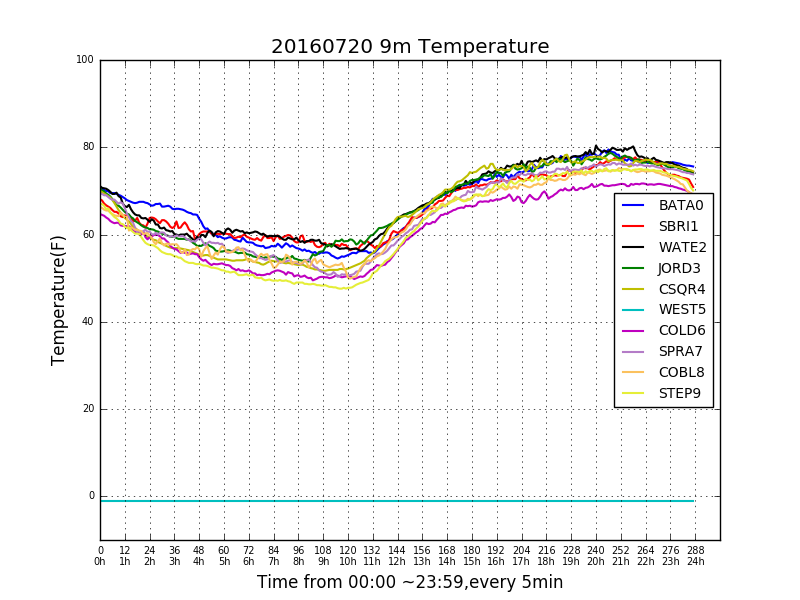 20160720 9m Temperature
Temperature(F)
100
80
60
40
20
0
BATA0
SBRI1
WATE2
JORD3
CSQR4
WEST5
COLD6
SPRA7
COBL8
STEP9
0 12 24 36 48 60 72 84 96 108 120 132 144 156 168 180 192 204 216 228 240 252 264 276 288
0h 1h 2h 3h 4h 5h 6h 7h 8h 9h 10h 11h 12h 13h 14h 15h 16h 17h 18h 19h 20h 21h 22h 23h 24h
Time from 00:00 ~23:59,every 5min